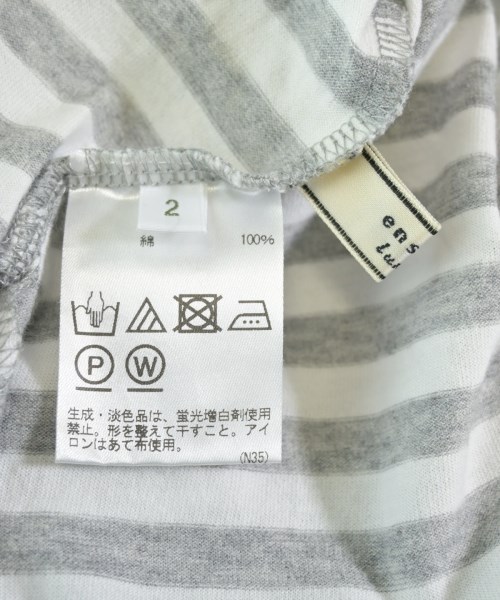 2
綿 100%
P W
生成・淡色品は、蛍光増白剤使用
禁止。形を整えて干すこと。アイ
ロンはあて布使用。
(N35)
ens